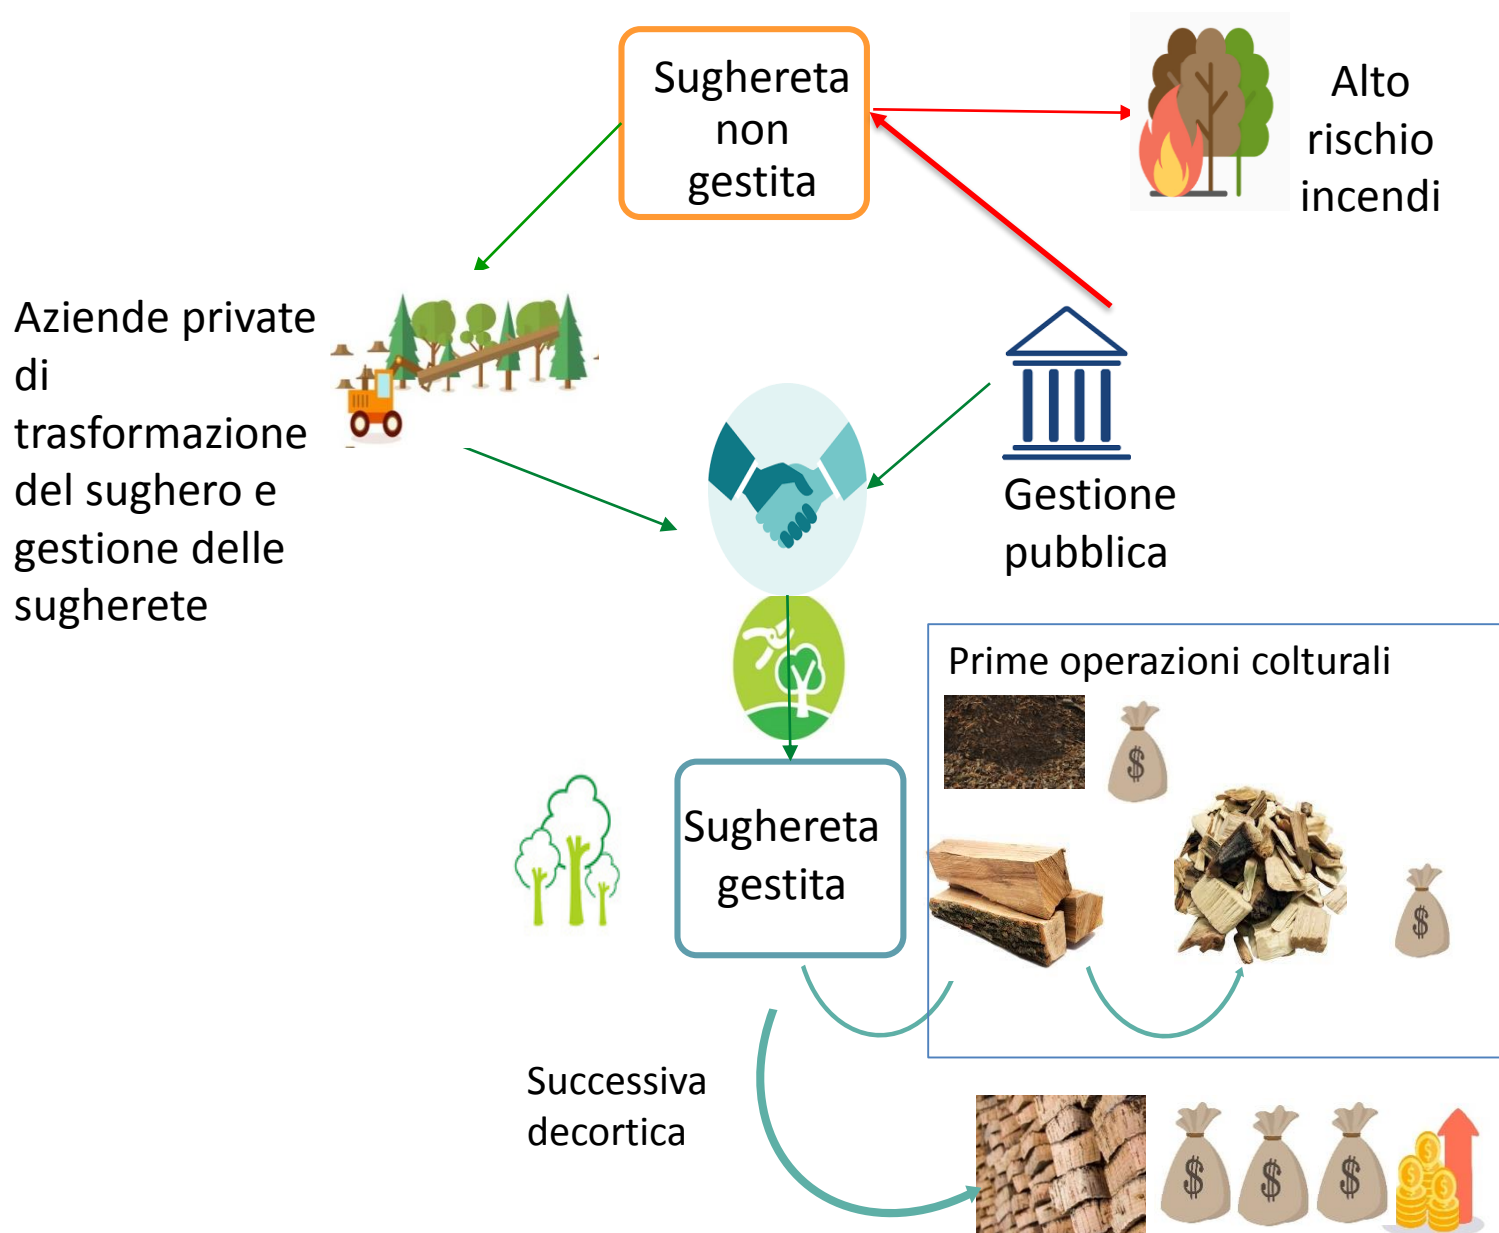 Sughereta
non
gestita
Alto
rischio
incendi
Aziende private
di
trasformazione
del sughero e
gestione delle
sugherete
Gestione
pubblica
Prime operazioni colturali
$
$
Sughereta
gestita
Successiva
decortica
$
$
$
$
$